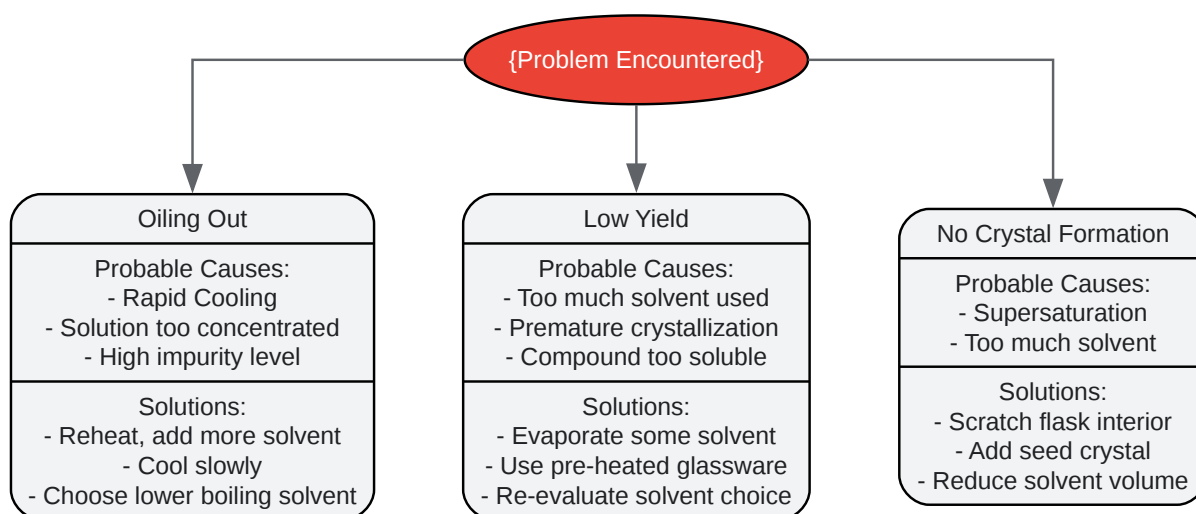 {Problem Encountered}
Oiling Out
Probable Causes:
- Rapid Cooling
- Solution too concentrated
- High impurity level
Solutions:
- Reheat, add more solvent
- Cool slowly
- Choose lower boiling solvent
Low Yield
Probable Causes:
- Too much solvent used
- Premature crystallization
- Compound too soluble
Solutions:
- Evaporate some solvent
- Use pre-heated glassware
- Re-evaluate solvent choice
No Crystal Formation
Probable Causes:
- Supersaturation
- Too much solvent
Solutions:
- Scratch flask interior
- Add seed crystal
- Reduce solvent volume